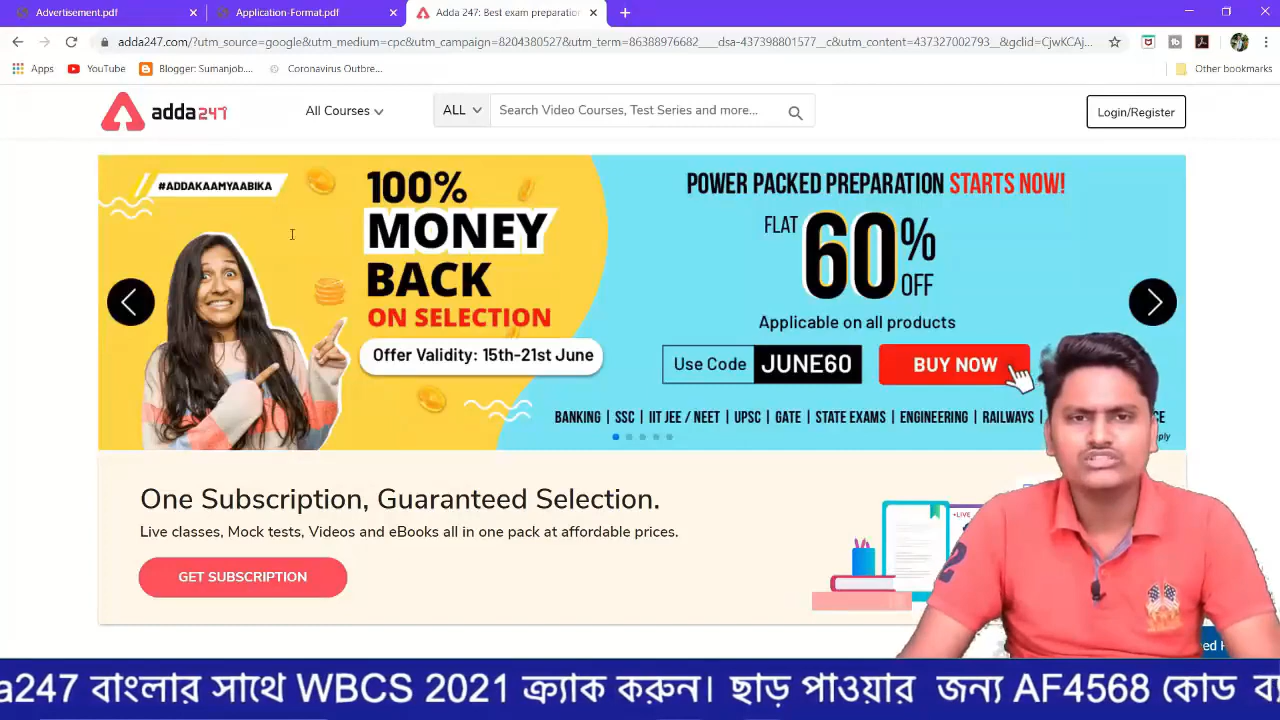 Advertisement.pdf
Application-Format.pdf
Adda 247: Best exam preparation
adda247.com/?utm_source=google&utm_medium=cpc&utm_campaign=8204380527&utm_term=86388976682____dsa-437398801577__c&utm_content=437327002793__&gclid=CjwKCAj...
Apps
YouTube
Blogger: Sumanjob....
Coronavirus Outbre...
Other bookmarks
adda247
All Courses
ALL
Search Video Courses, Test Series and more...
Login/Register
#ADDAKAAMYAABIKA
100%
MONEY
BACK
ON SELECTION
Offer Validity: 15th-21st June
POWER PACKED PREPARATION STARTS NOW!
FLAT 60% OFF
Applicable on all products
Use Code JUNE60
BUY NOW
BANKING | SSC | IIT JEE / NEET | UPSC | GATE | STATE EXAMS | ENGINEERING | RAILWAYS |
One Subscription, Guaranteed Selection.
Live classes, Mock tests, Videos and eBooks all in one pack at affordable prices.
GET SUBSCRIPTION
LIVE
a247 বাংলার সাথে WBCS 2021 ক্র্যাক করুন। ছাড় পাওয়ার জন্য AF4568 কোড ব্য